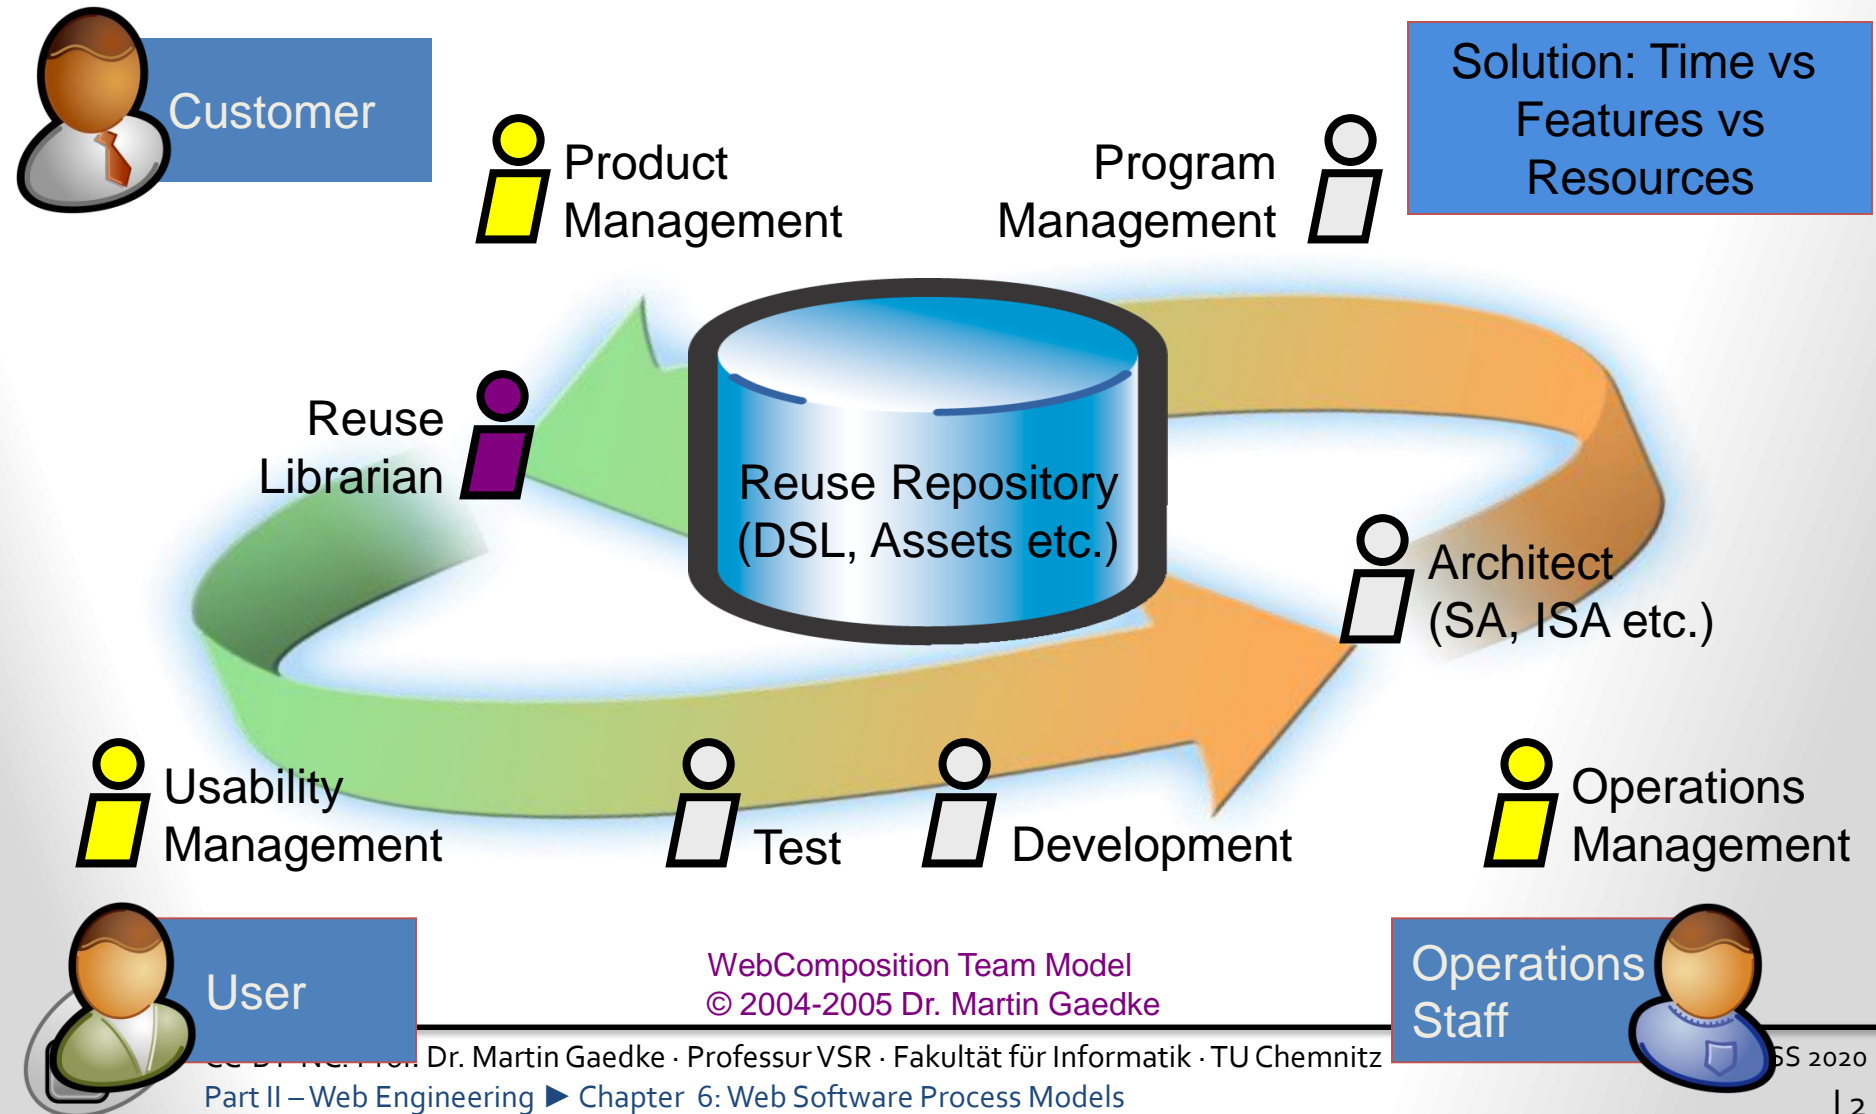 Customer
Solution: Time vs
Features vs
Resources
Product
Management
Program
Management
Reuse
Librarian
Reuse Repository
(DSL, Assets etc.)
Architect
(SA, ISA etc.)
Usability
Management
Test
Development
Operations
Management
User
WebComposition Team Model
© 2004-2005 Dr. Martin Gaedke
Operations
Staff
Dr. Martin Gaedke · Professur VSR · Fakultät für Informatik · TU Chemnitz
SS 2020
Part II – Web Engineering ► Chapter 6: Web Software Process Models
| 2